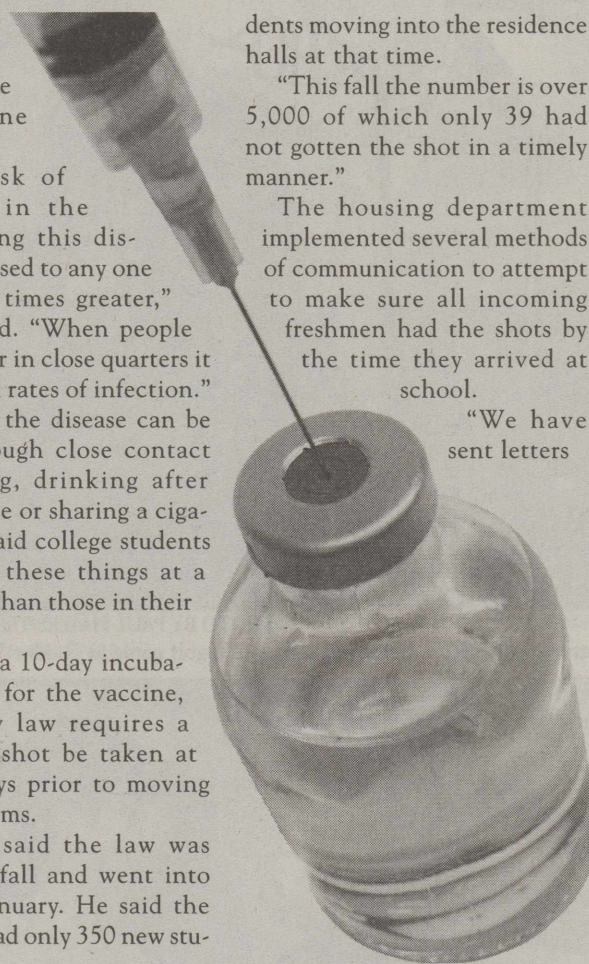 e
ne
sk of
in the
ng this dis-
sed to any one
times greater,"
d. "When people
r in close quarters it
rates of infection."
the disease can be
ough close contact
g, drinking after
e or sharing a ciga-
aid college students
these things at a
han those in their
a 10-day incuba-
for the vaccine,
law requires a
shot be taken at
ys prior to moving
ms.
said the law was
fall and went into
nuary. He said the
ad only 350 new stu-
dents moving into the residence
halls at that time.
"This fall the number is over
5,000 of which only 39 had
not gotten the shot in a timely
manner."
The housing department
implemented several methods
of communication to attempt
to make sure all incoming
freshmen had the shots by
the time they arrived at
school.
"We have
sent letters